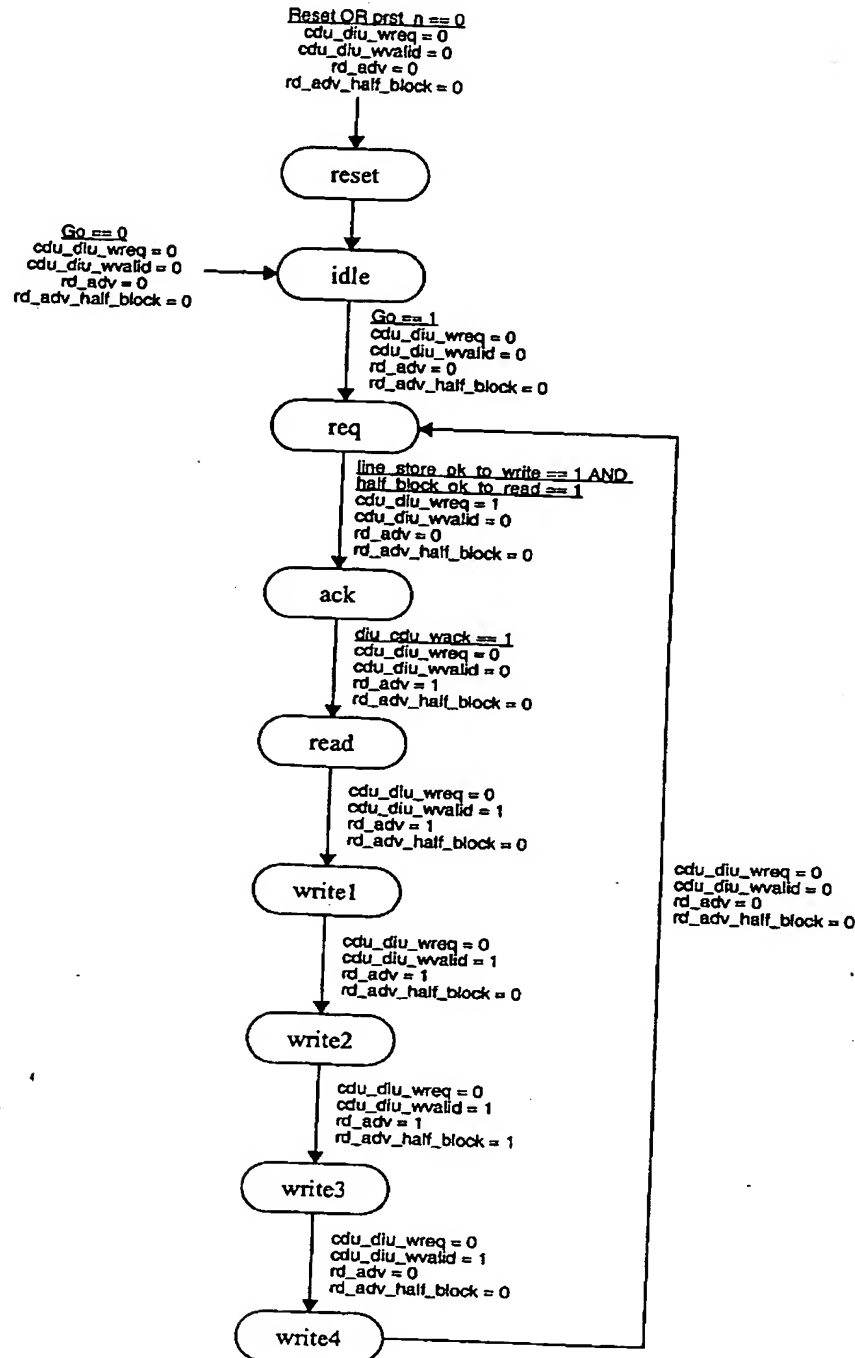 Reset OR prst_n == 0
cdu_diu_wreq = 0
cdu_diu_wvalid = 0
rd_adv = 0
rd_adv_half_block = 0
reset
Go == 0
cdu_diu_wreq = 0
cdu_diu_wvalid = 0
rd_adv = 0
rd_adv_half_block = 0
idle
Go == 1
cdu_diu_wreq = 0
cdu_diu_wvalid = 0
rd_adv = 0
rd_adv_half_block = 0
req
line_store_ok_to_write == 1 AND
half_block_ok_to_read == 1
cdu_diu_wreq = 1
cdu_diu_wvalid = 0
rd_adv = 0
rd_adv_half_block = 0
ack
diu_cdu_wack == 1
cdu_diu_wreq = 0
cdu_diu_wvalid = 0
rd_adv = 1
rd_adv_half_block = 0
read
cdu_diu_wreq = 0
cdu_diu_wvalid = 1
rd_adv = 1
rd_adv_half_block = 0
write1
cdu_diu_wreq = 0
cdu_diu_wvalid = 0
rd_adv = 0
rd_adv_half_block = 0
cdu_diu_wreq = 0
cdu_diu_wvalid = 1
rd_adv = 1
rd_adv_half_block = 0
write2
cdu_diu_wreq = 0
cdu_diu_wvalid = 1
rd_adv = 1
rd_adv_half_block = 1
write3
cdu_diu_wreq = 0
cdu_diu_wvalid = 1
rd_adv = 0
rd_adv_half_block = 0
write4